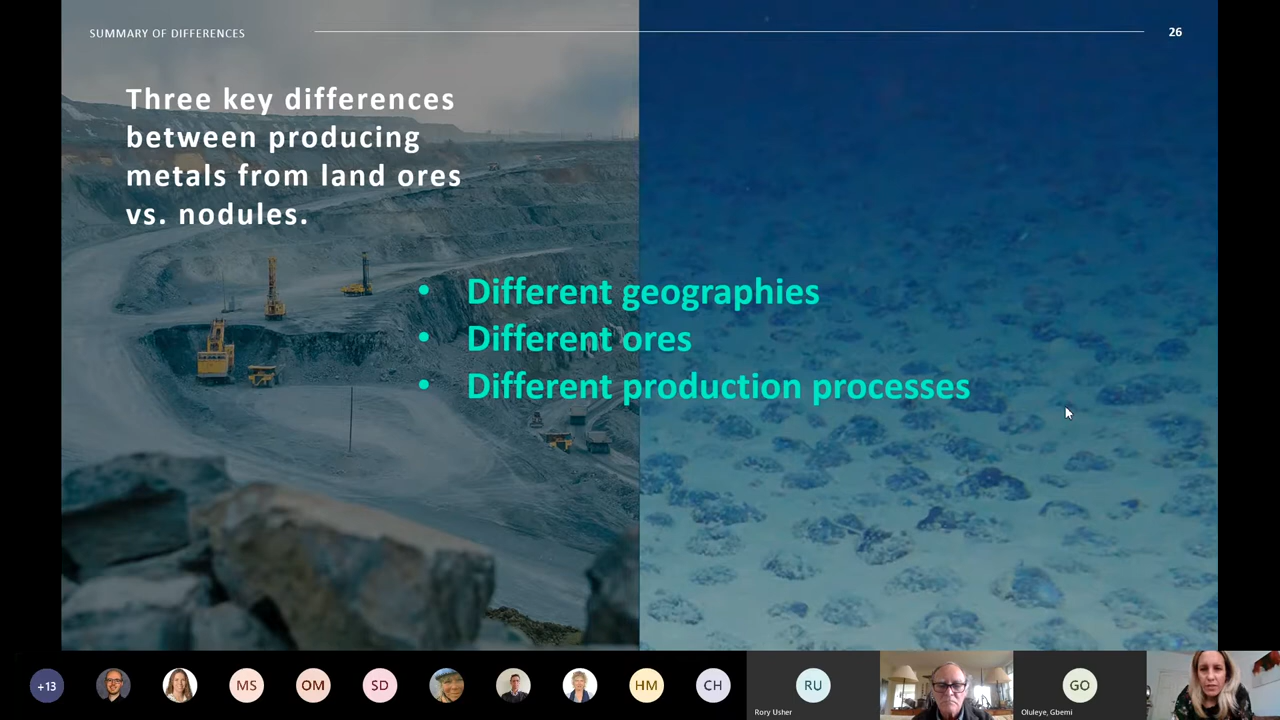 SUMMARY OF DIFFERENCES
26
Three key differences
between producing
metals from land ores
vs. nodules.
• Different geographies
• Different ores
• Different production processes
+13
MS
OM
SD
HM
CH
RU
GO
Rory Usher
Oluleye, Gbemi